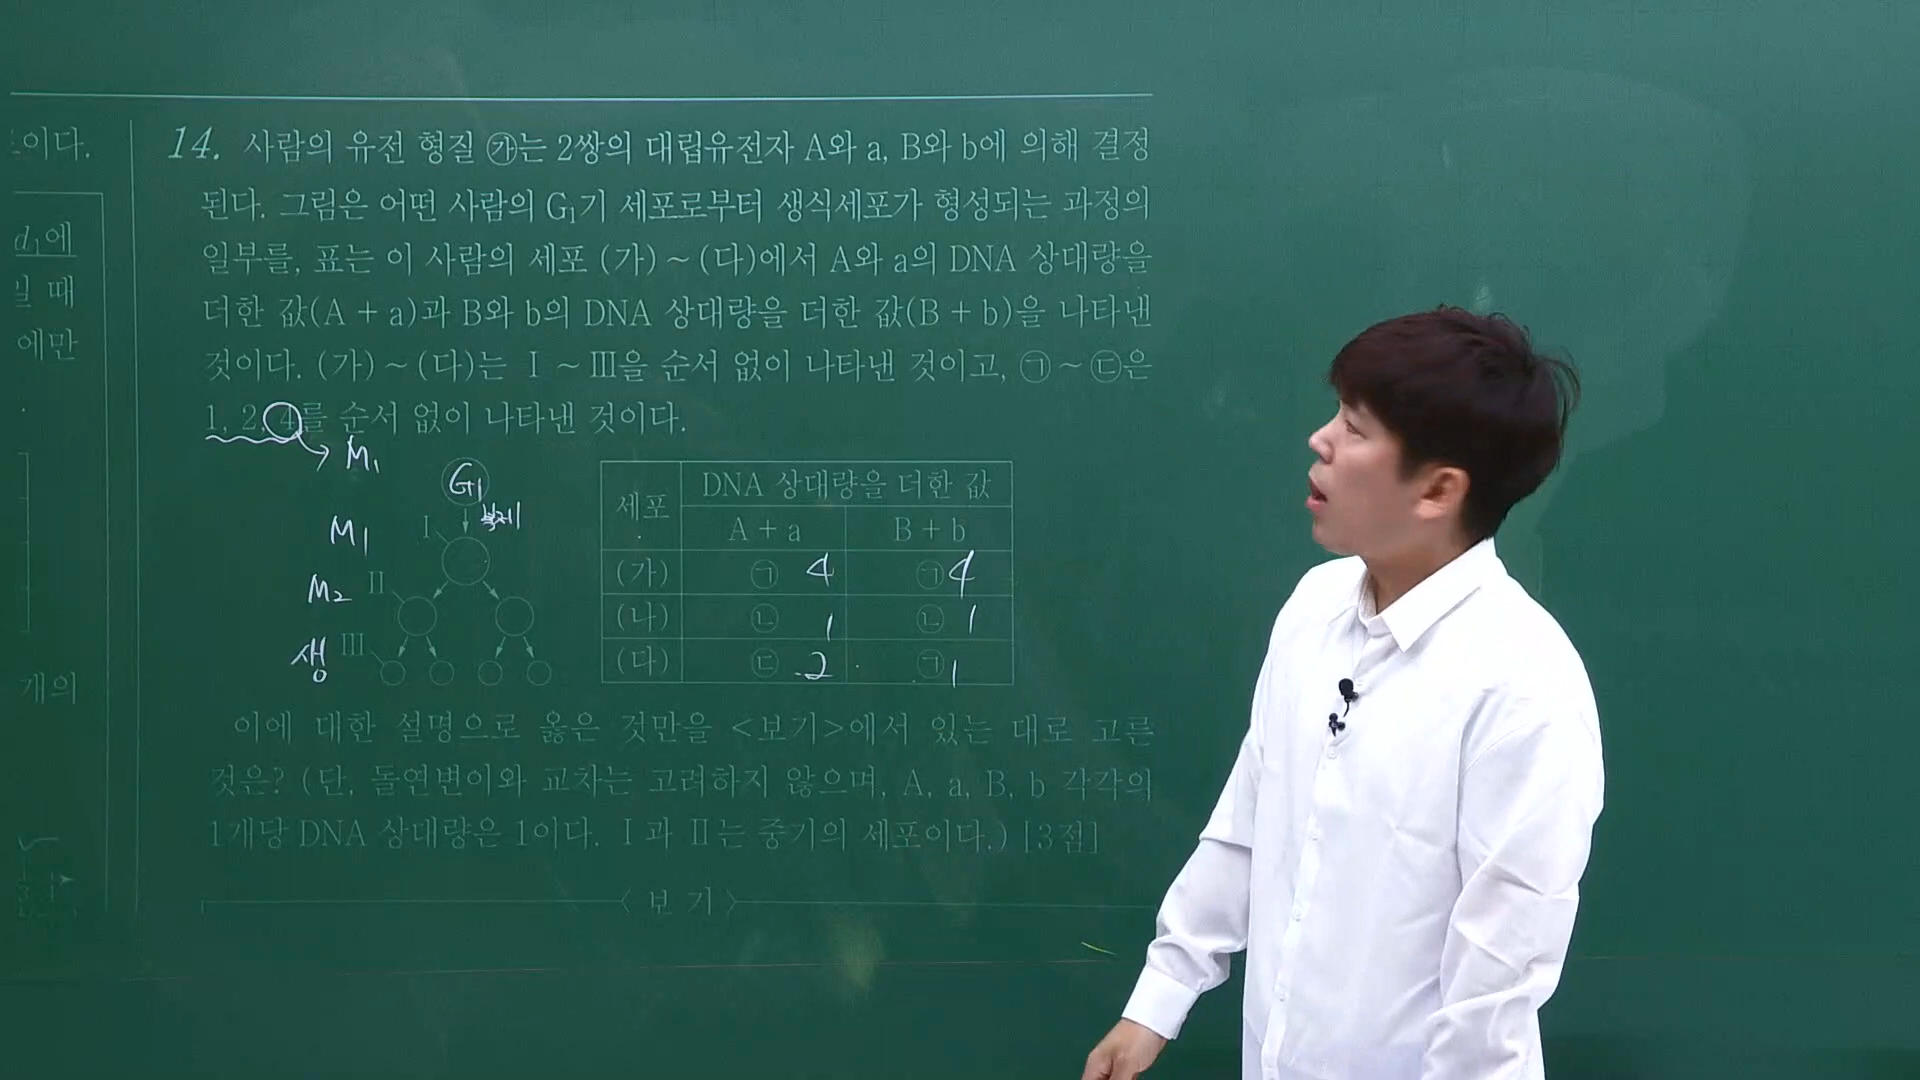 이다.
d₁에
일 때
에만
개의
14. 사람의 유전 형질 ㉮는 2쌍의 대립유전자 A와 a, B와 b에 의해 결정
된다. 그림은 어떤 사람의 G₁기 세포로부터 생식세포가 형성되는 과정의
일부를, 표는 이 사람의 세포 (가)~(다)에서 A와 a의 DNA 상대량을
더한 값(A + a)과 B와 b의 DNA 상대량을 더한 값(B + b)을 나타낸
것이다. (가)~(다)는 Ⅰ~Ⅲ을 순서 없이 나타낸 것이고, ㉠~㉢은
1, 2, 4를 순서 없이 나타낸 것이다.
M₁
G₁
복제
M₁ Ⅰ
M₂ Ⅱ
생 Ⅲ
세포 DNA 상대량을 더한 값
A + a B + b
(가) ㉠ 4 ㉠ 4
(나) ㉡ 1 ㉡ 1
(다) ㉢ 2 ㉠ 1
이에 대한 설명으로 옳은 것만을 <보기>에서 있는 대로 고른
것은? (단, 돌연변이와 교차는 고려하지 않으며, A, a, B, b 각각의
1개당 DNA 상대량은 1이다. Ⅰ과 Ⅱ는 중기의 세포이다.) [3점]
<보 기>